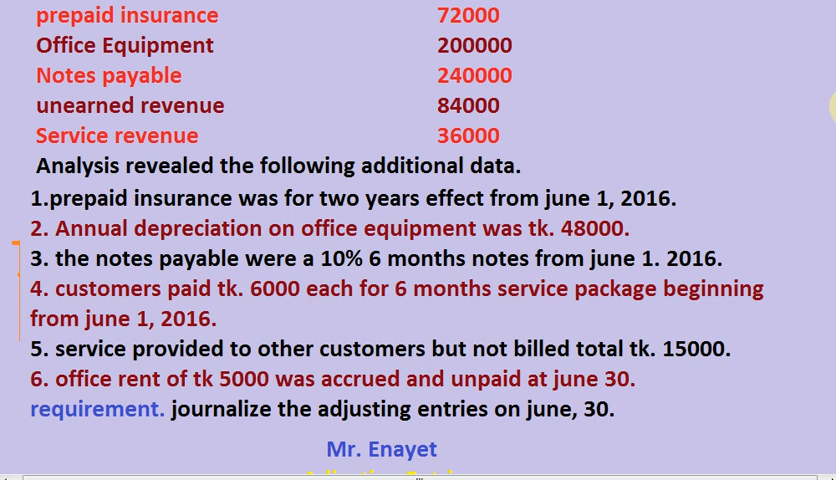 prepaid insurance 72000
Office Equipment 200000
Notes payable 240000
unearned revenue 84000
Service revenue 36000
Analysis revealed the following additional data.
1.prepaid insurance was for two years effect from june 1, 2016.
2. Annual depreciation on office equipment was tk. 48000.
3. the notes payable were a 10% 6 months notes from june 1. 2016.
4. customers paid tk. 6000 each for 6 months service package beginning
from june 1, 2016.
5. service provided to other customers but not billed total tk. 15000.
6. office rent of tk 5000 was accrued and unpaid at june 30.
requirement. journalize the adjusting entries on june, 30.
Mr. Enayet